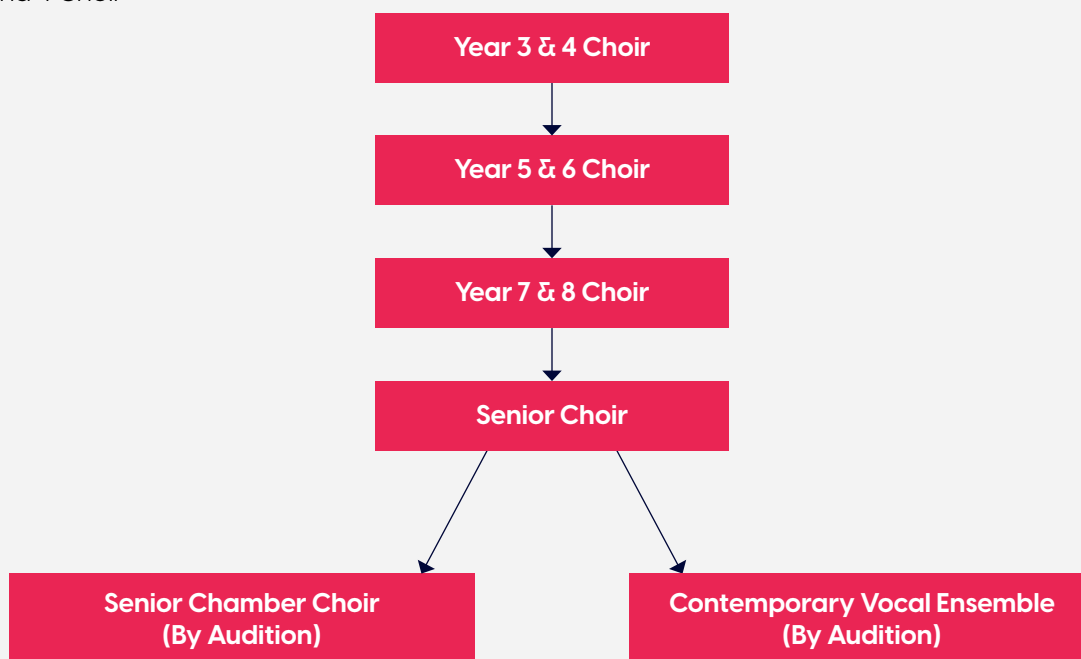 Year 3 & 4 Choir
Year 5 & 6 Choir
Year 7 & 8 Choir
Senior Choir
Senior Chamber Choir
(By Audition)
Contemporary Vocal Ensemble
(By Audition)